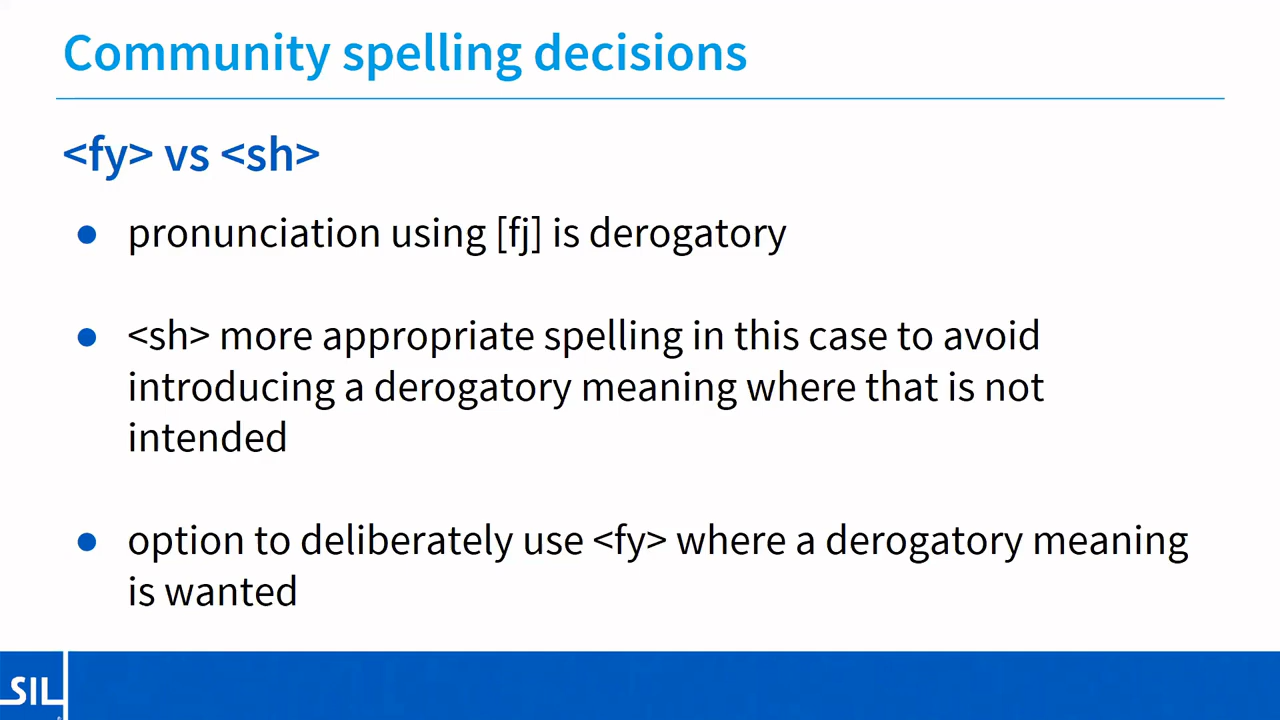 Community spelling decisions
<fy> vs <sh>
● pronunciation using [fj] is derogatory
● <sh> more appropriate spelling in this case to avoid
introducing a derogatory meaning where that is not
intended
● option to deliberately use <fy> where a derogatory meaning
is wanted
SIL